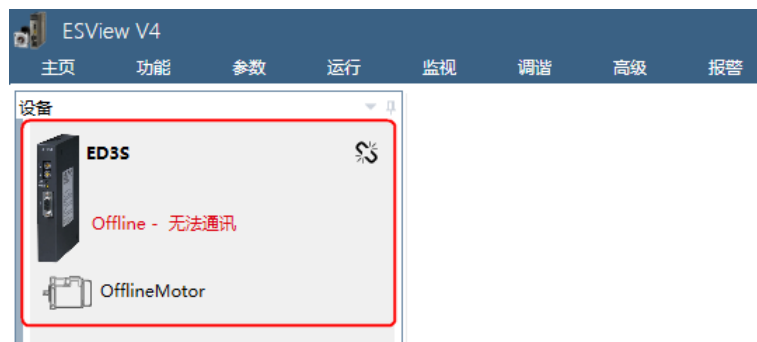 ESView V4
主页 功能 参数 运行 监视 调谐 高级 报警
设备
ED3S
Offline - 无法通讯
OfflineMotor